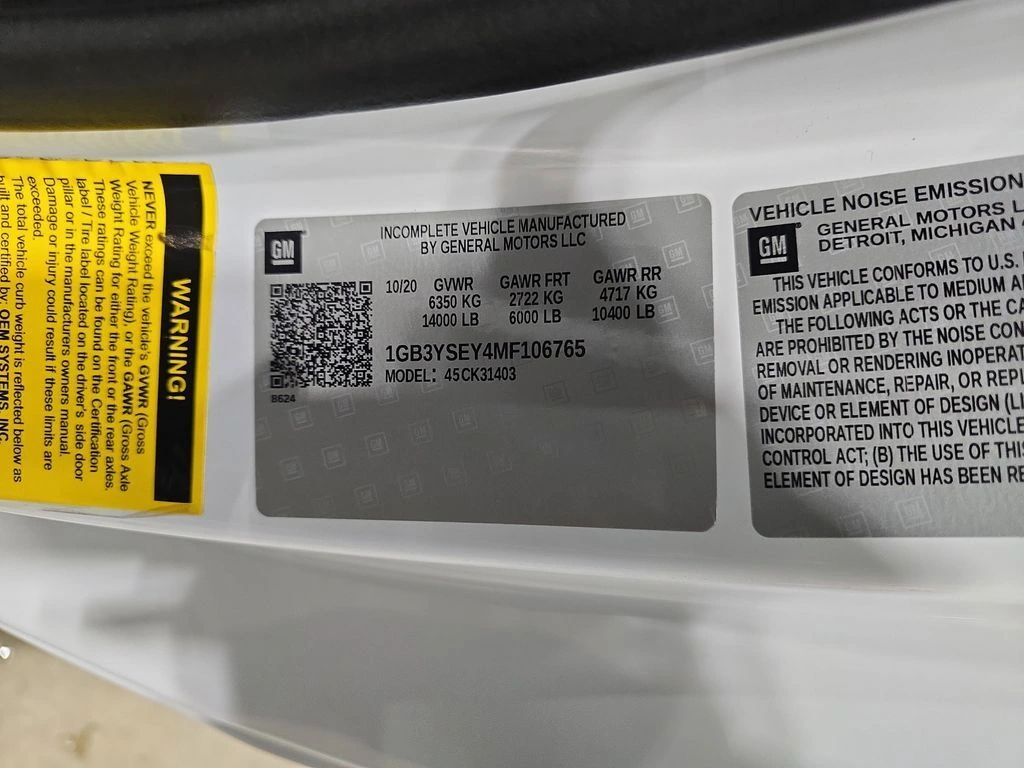 WARNING!
NEVER exceed the vehicle's GVWR (Gross
Vehicle Weight Rating), or the GAWR (Gross Axle
Weight Rating) for either the front or the rear axles.
These ratings can be found on the Certification
label / Tire label located on the driver's side door
pillar or in the manufacturers owners manual.
Damage or injury could result if these limits are
exceeded.
The total vehicle curb weight is reflected below as
built and certified by: OEM SYSTEMS, INC.
GM
INCOMPLETE VEHICLE MANUFACTURED
BY GENERAL MOTORS LLC
10/20 GVWR GAWR FRT GAWR RR
6350 KG 2722 KG 4717 KG
14000 LB 6000 LB 10400 LB
1GB3YSEY4MF106765
MODEL: 45CK31403
B624
VEHICLE NOISE EMISSION
GM
GENERAL MOTORS
DETROIT, MICHIGAN
THIS VEHICLE CONFORMS TO U.S.
EMISSION APPLICABLE TO MEDIUM
THE FOLLOWING ACTS OR THE
ARE PROHIBITED BY THE NOISE
REMOVAL OR RENDERING
OF MAINTENANCE, REPAIR, OR
DEVICE OR ELEMENT OF DESIGN
INCORPORATED INTO THIS VEHICLE
CONTROL ACT; (B) THE USE OF
ELEMENT OF DESIGN HAS BEEN